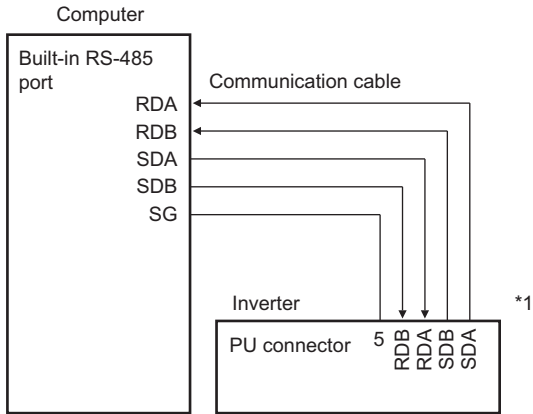 Computer
Built-in RS-485
port
Communication cable
RDA
RDB
SDA
SDB
SG
Inverter
*1
PU connector
5
RDB
RDA
SDB
SDA